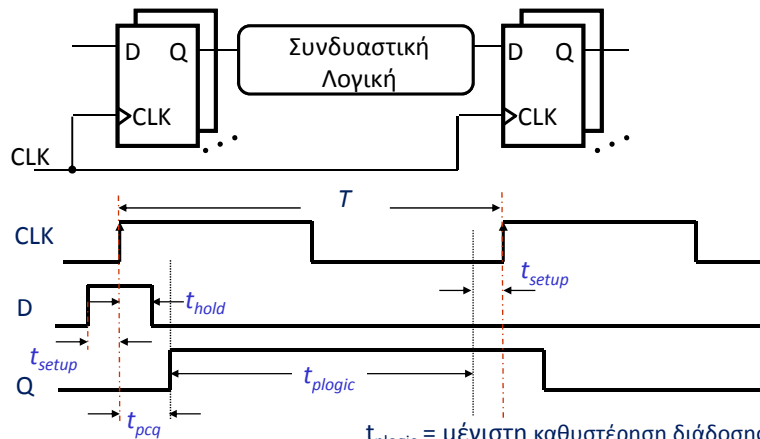 D Q
Συνδυαστική
Λογική
D Q
CLK
CLK
CLK
T
CLK
t_setup
D
t_hold
t_setup
Q
t_plogic
t_pcq
t_plogic = μέγιστη καθυστέρηση διάδοσης